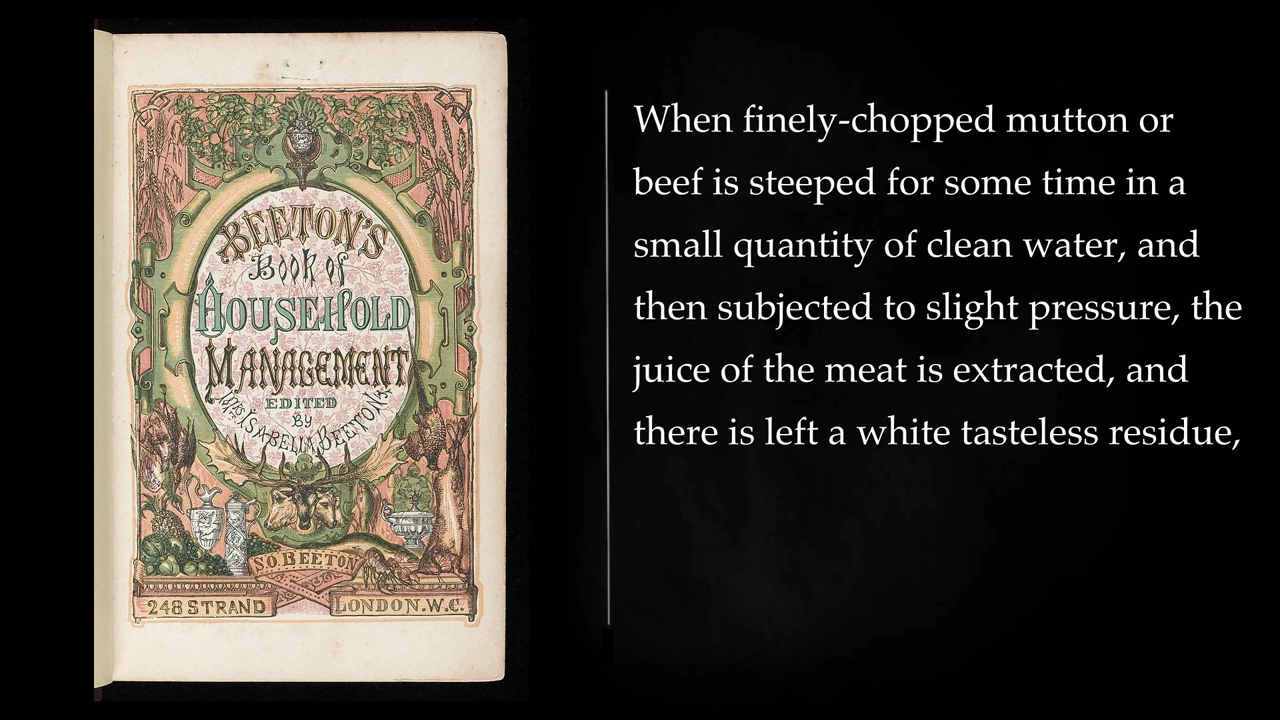 BEETON'S
Book of
HOUSEHOLD
MANAGEMENT
EDITED
BY
MRS ISABELLA BEETON.
S.O. BEETON
248 STRAND
LONDON. W.C.
When finely-chopped mutton or
beef is steeped for some time in a
small quantity of clean water, and
then subjected to slight pressure, the
juice of the meat is extracted, and
there is left a white tasteless residue,